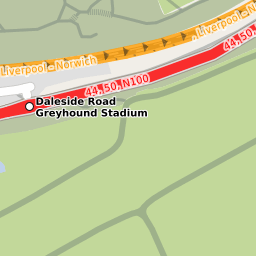 Liverpool - Norwich
Liverpool - N
44, 50, N100
44, 50,
Daleside Road
Greyhound Stadium